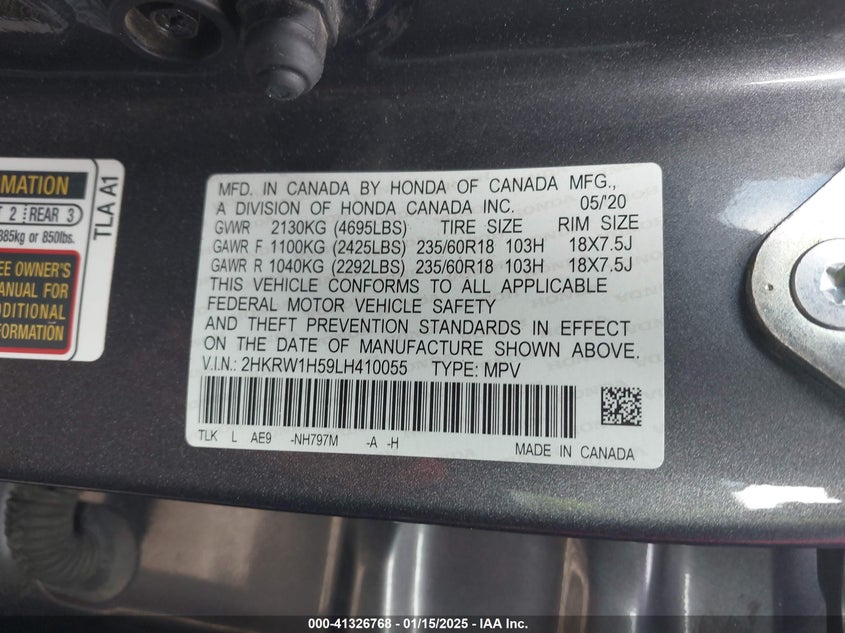 MATION
T 2 REAR 3
385kg or 850lbs.
EE OWNER'S
ANUAL FOR
DDITIONAL
FORMATION
TLA A1
MFD. IN CANADA BY HONDA OF CANADA MFG.,
A DIVISION OF HONDA CANADA INC. 05/'20
GWVR 2130KG (4695LBS) TIRE SIZE RIM SIZE
GAWR F 1100KG (2425LBS) 235/60R18 103H 18X7.5J
GAWR R 1040KG (2292LBS) 235/60R18 103H 18X7.5J
THIS VEHICLE CONFORMS TO ALL APPLICABLE
FEDERAL MOTOR VEHICLE SAFETY
AND THEFT PREVENTION STANDARDS IN EFFECT
ON THE DATE OF MANUFACTURE SHOWN ABOVE.
V.I.N.: 2HKRW1H59LH410055 TYPE: MPV
TLK L AE9 -NH797M -A -H
MADE IN CANADA
000-41326768 - 01/15/2025 - IAA Inc.